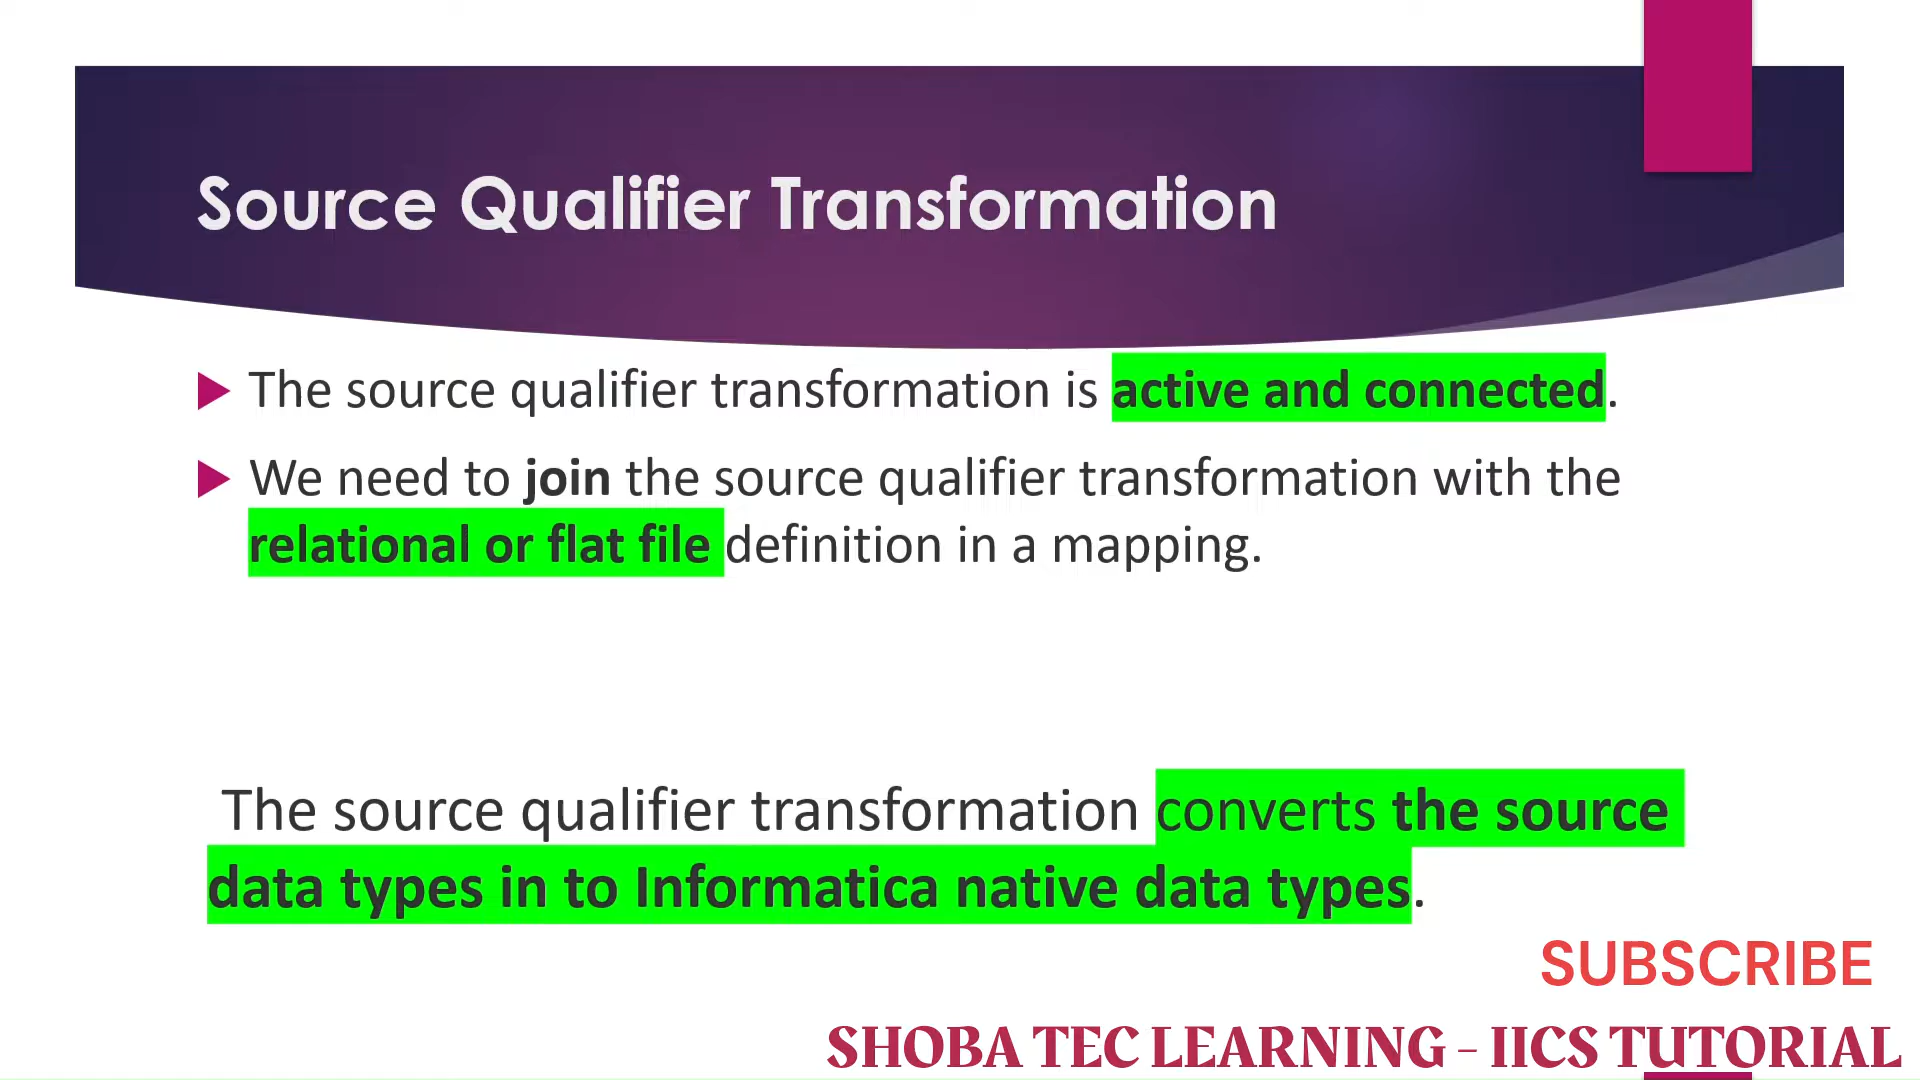 Source Qualifier Transformation
The source qualifier transformation is active and connected.
We need to join the source qualifier transformation with the
relational or flat file definition in a mapping.
The source qualifier transformation converts the source
data types in to Informatica native data types.
SUBSCRIBE
SHOBA TEC LEARNING - IICS TUTORIAL